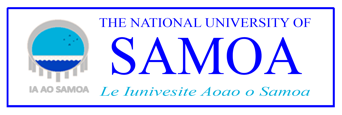 THE NATIONAL UNIVERSITY OF
SAMOA
Le Iunivesite Aoao o Samoa
IA AO SAMOA